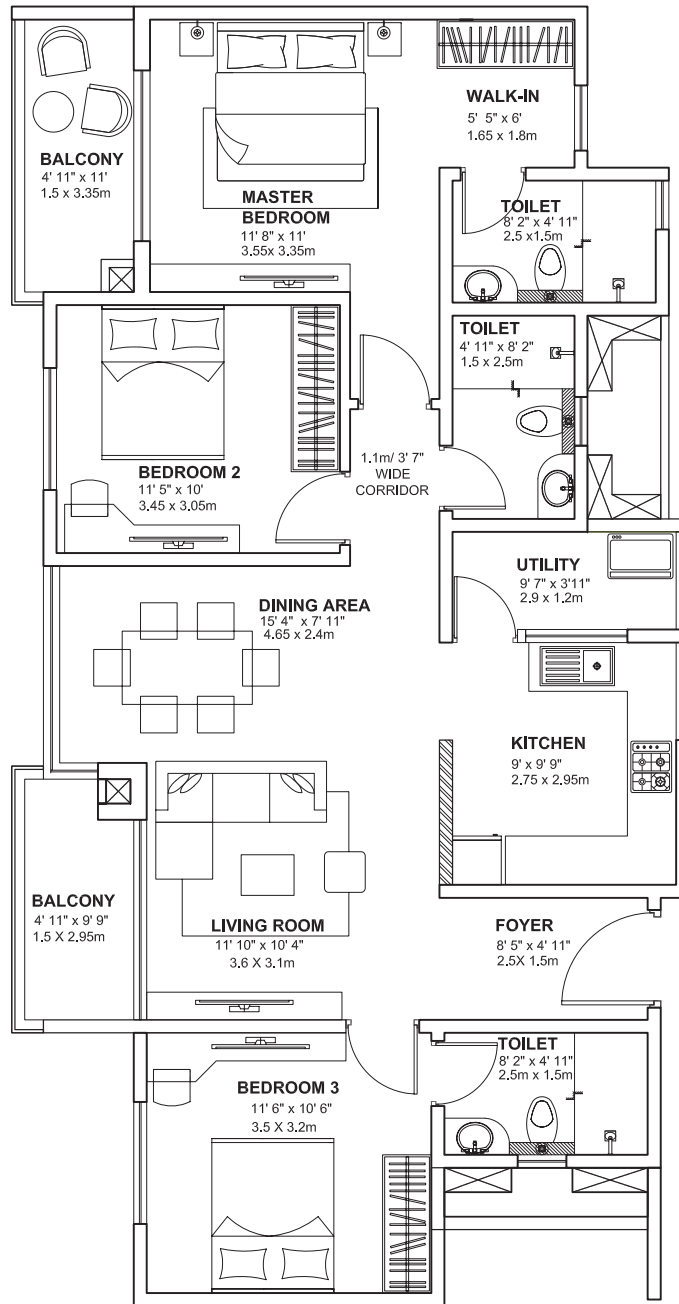 WALK-IN
5' 5" x 6'
1.65 x 1.8m
BALCONY
4' 11" x 11'
1.5 x 3.35m
MASTER
BEDROOM
11' 8" x 11'
3.55x 3.35m
TOILET
8' 2" x 4' 11"
2.5 x1.5m
TOILET
4' 11" x 8' 2"
1.5 x 2.5m
BEDROOM 2
11' 5" x 10'
3.45 x 3.05m
1.1m/ 3' 7"
WIDE
CORRIDOR
UTILITY
9' 7" x 3'11"
2.9 x 1.2m
DINING AREA
15' 4" x 7' 11"
4.65 x 2.4m
KITCHEN
9' x 9' 9"
2.75 x 2.95m
BALCONY
4' 11" x 9' 9"
1.5 X 2.95m
LIVING ROOM
11' 10" x 10' 4"
3.6 X 3.1m
FOYER
8' 5" x 4' 11"
2.5X 1.5m
TOILET
8' 2" x 4' 11"
2.5m x 1.5m
BEDROOM 3
11' 6" x 10' 6"
3.5 X 3.2m